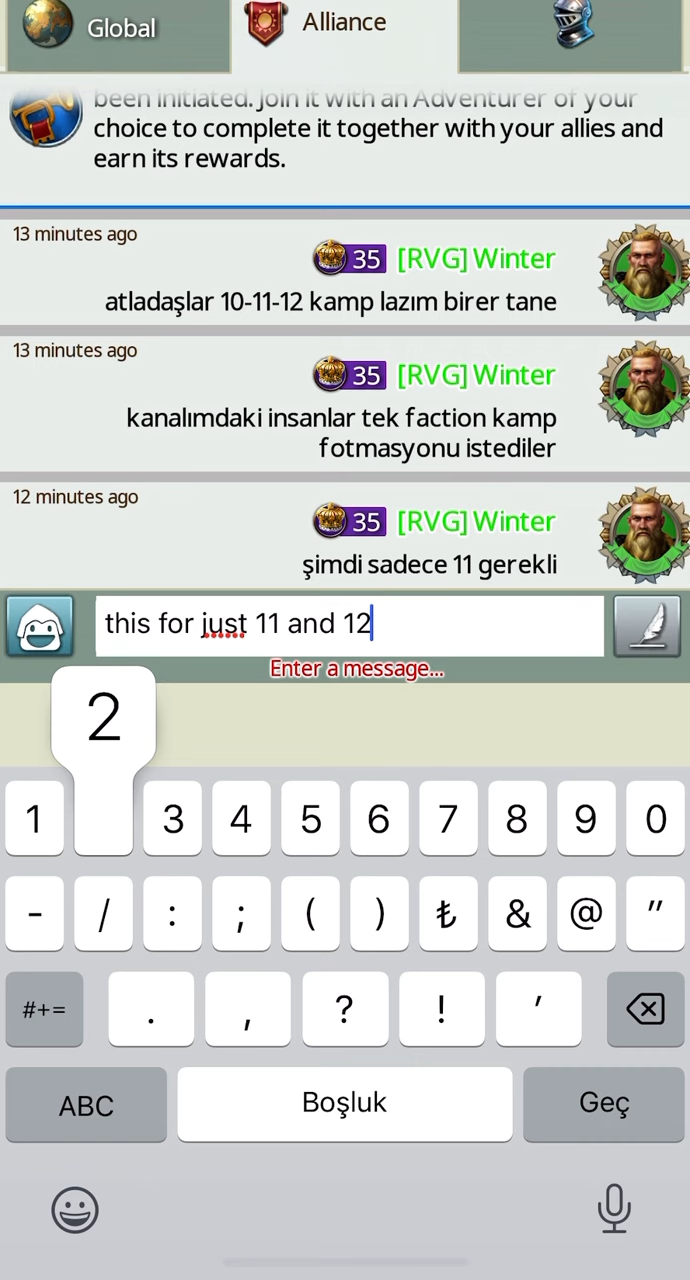 Global
Alliance
been initiated. Join it with an Adventurer of your
choice to complete it together with your allies and
earn its rewards.
13 minutes ago
35 [RVG] Winter
atladaşlar 10-11-12 kamp lazım birer tane
13 minutes ago
35 [RVG] Winter
kanalımdaki insanlar tek faction kamp
fotmasyonu istediler
12 minutes ago
35 [RVG] Winter
şimdi sadece 11 gerekli
this for just 11 and 12
Enter a message...
2
1 3 4 5 6 7 8 9 0
- / : ; ( ) ₺ & @ "
#+= . , ? ! '
ABC Boşluk Geç